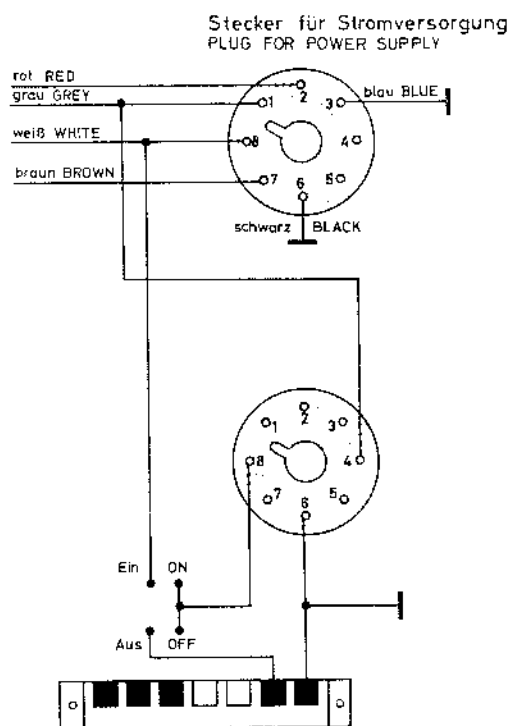 Stecker für Stromversorgung
PLUG FOR POWER SUPPLY
rot RED
grau GREY
blau BLUE
weiß WHITE
braun BROWN
1
2
3
4
5
6
7
8
schwarz BLACK
1
2
3
4
5
6
7
8
Ein ON
Aus OFF